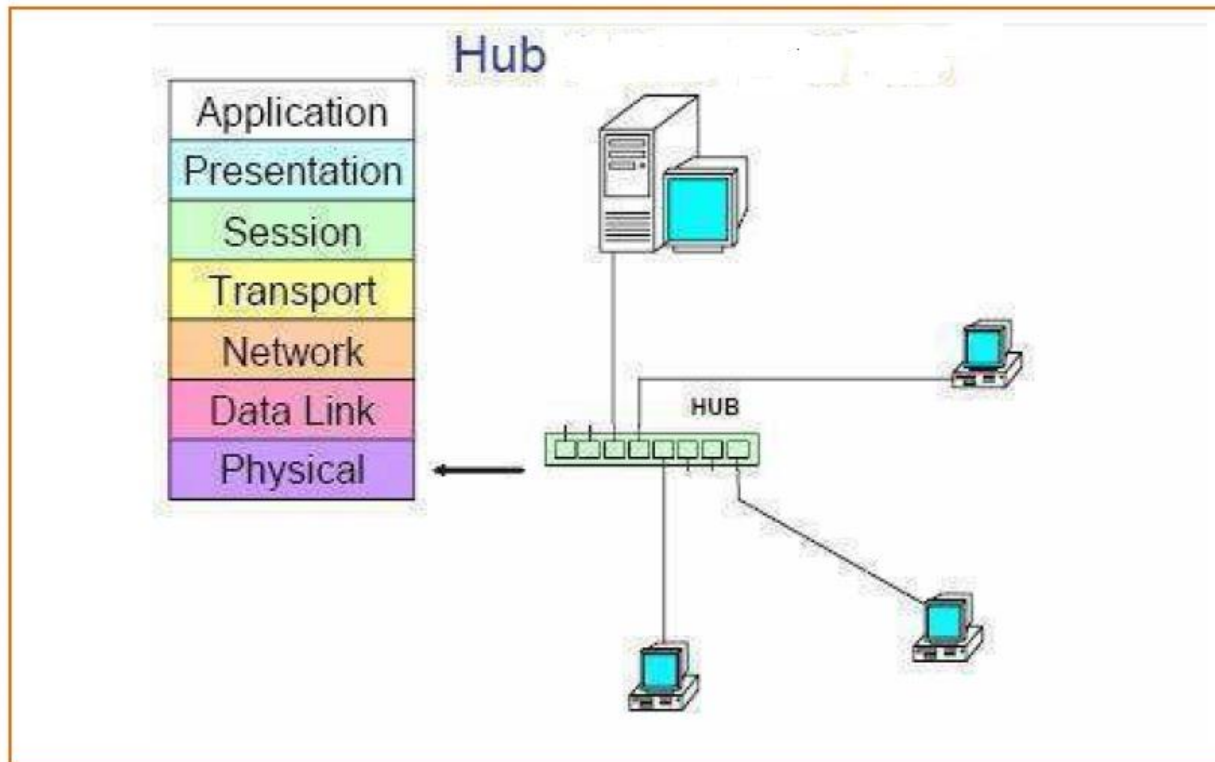 Hub
Application
Presentation
Session
Transport
Network
Data Link
Physical
HUB